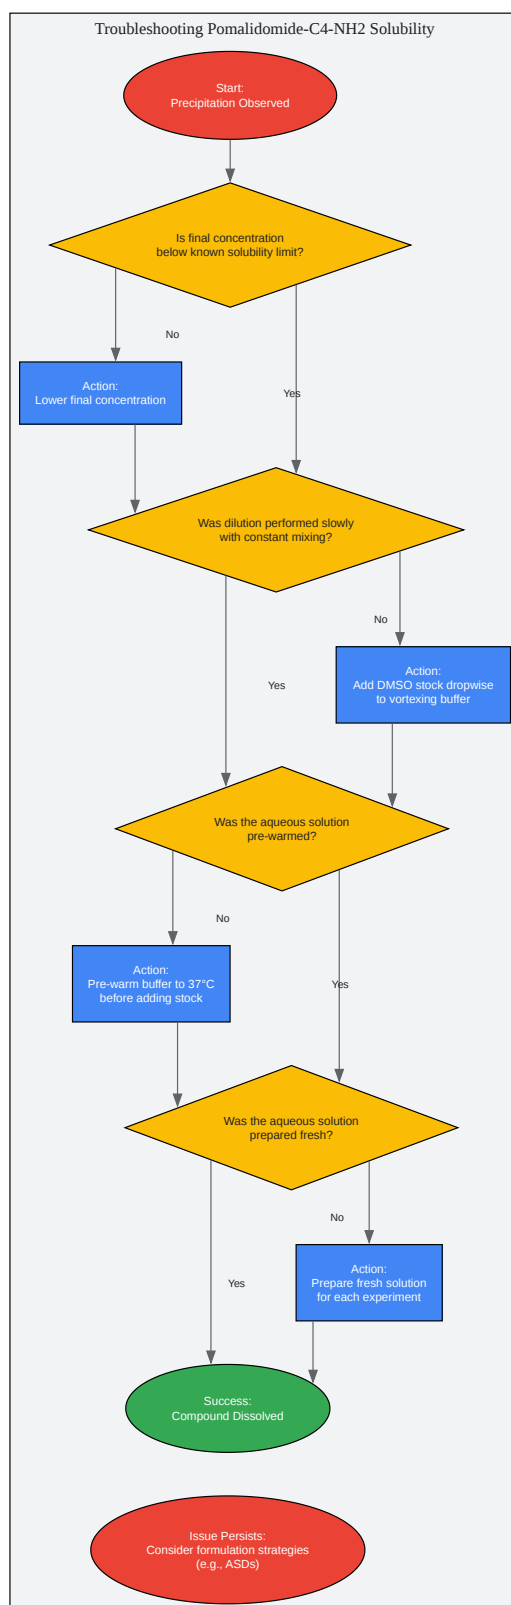 Troubleshooting Pomalidomide-C4-NH2 Solubility
Start:
Precipitation Observed
Is final concentration
below known solubility limit?
No
Yes
Action:
Lower final concentration
Was dilution performed slowly
with constant mixing?
No
Yes
Action:
Add DMSO stock dropwise
to vortexing buffer
Was the aqueous solution
pre-warmed?
No
Yes
Action:
Pre-warm buffer to 37°C
before adding stock
Was the aqueous solution
prepared fresh?
No
Yes
Action:
Prepare fresh solution
for each experiment
Success:
Compound Dissolved
Issue Persists:
Consider formulation strategies
(e.g., ASDs)